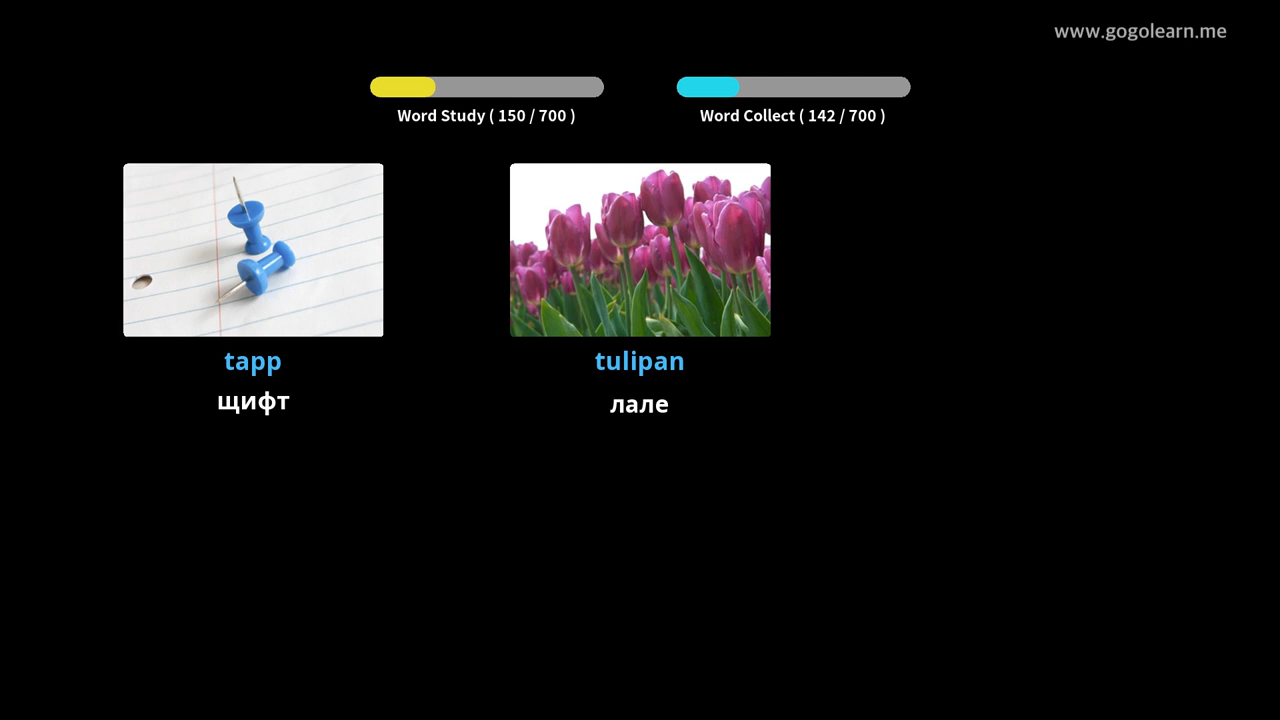 www.gogolearn.me
Word Study ( 150 / 700 )
Word Collect ( 142 / 700 )
tapp
щифт
tulipan
лале